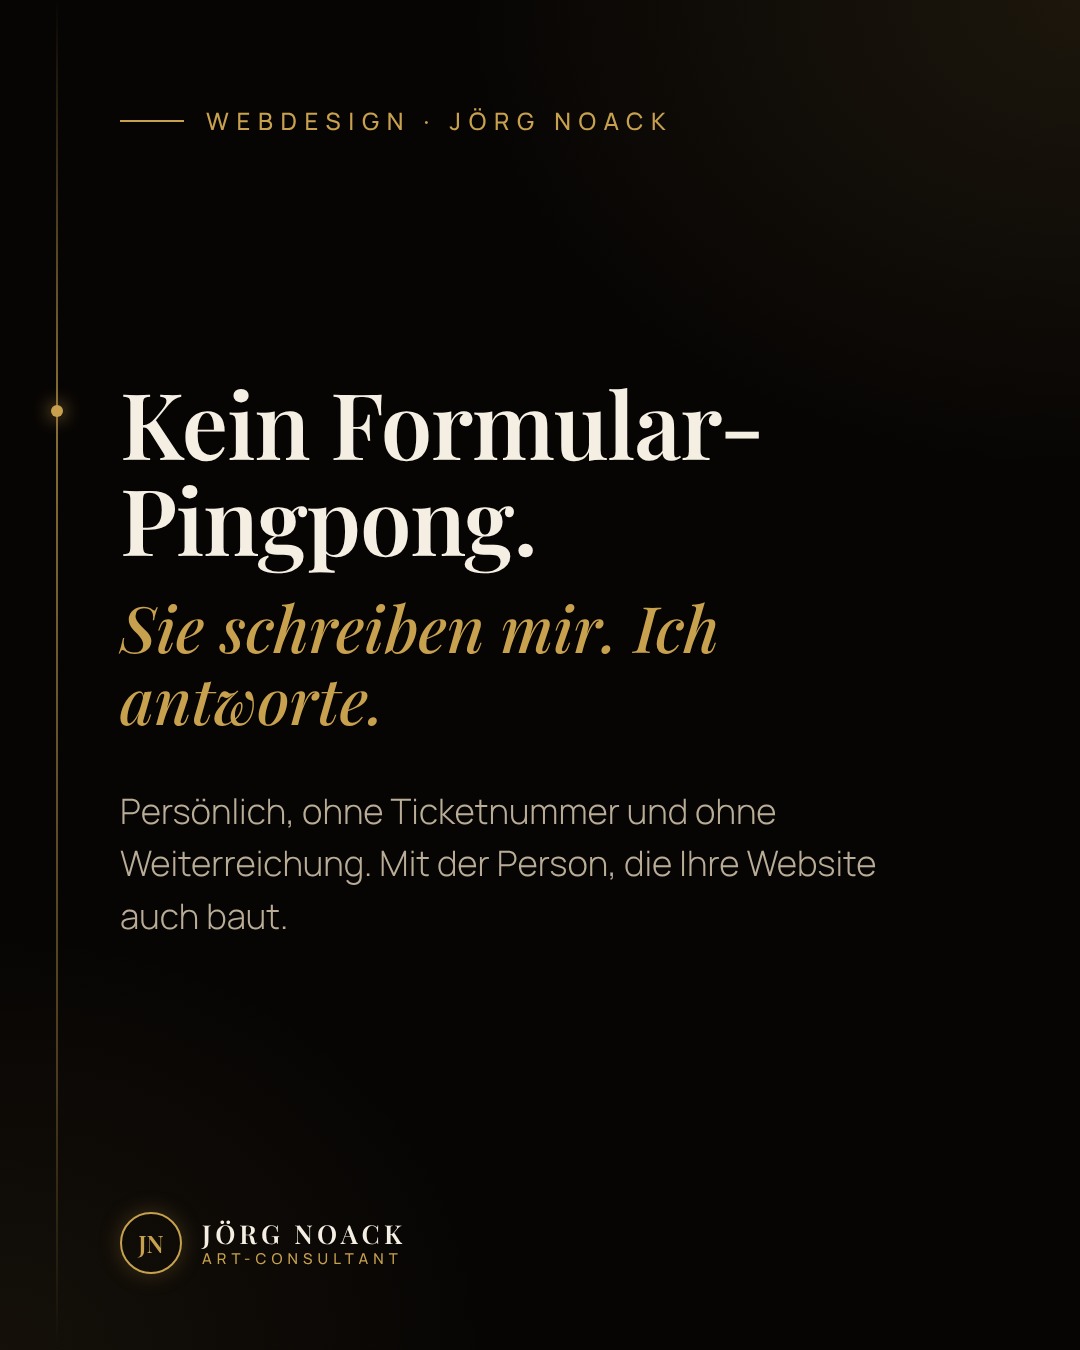 WEBDESIGN · JÖRG NOACK
Kein Formular-
Pingpong.
Sie schreiben mir. Ich
antworte.
Persönlich, ohne Ticketnummer und ohne
Weiterreichung. Mit der Person, die Ihre Website
auch baut.
JN
JÖRG NOACK
ART-CONSULTANT